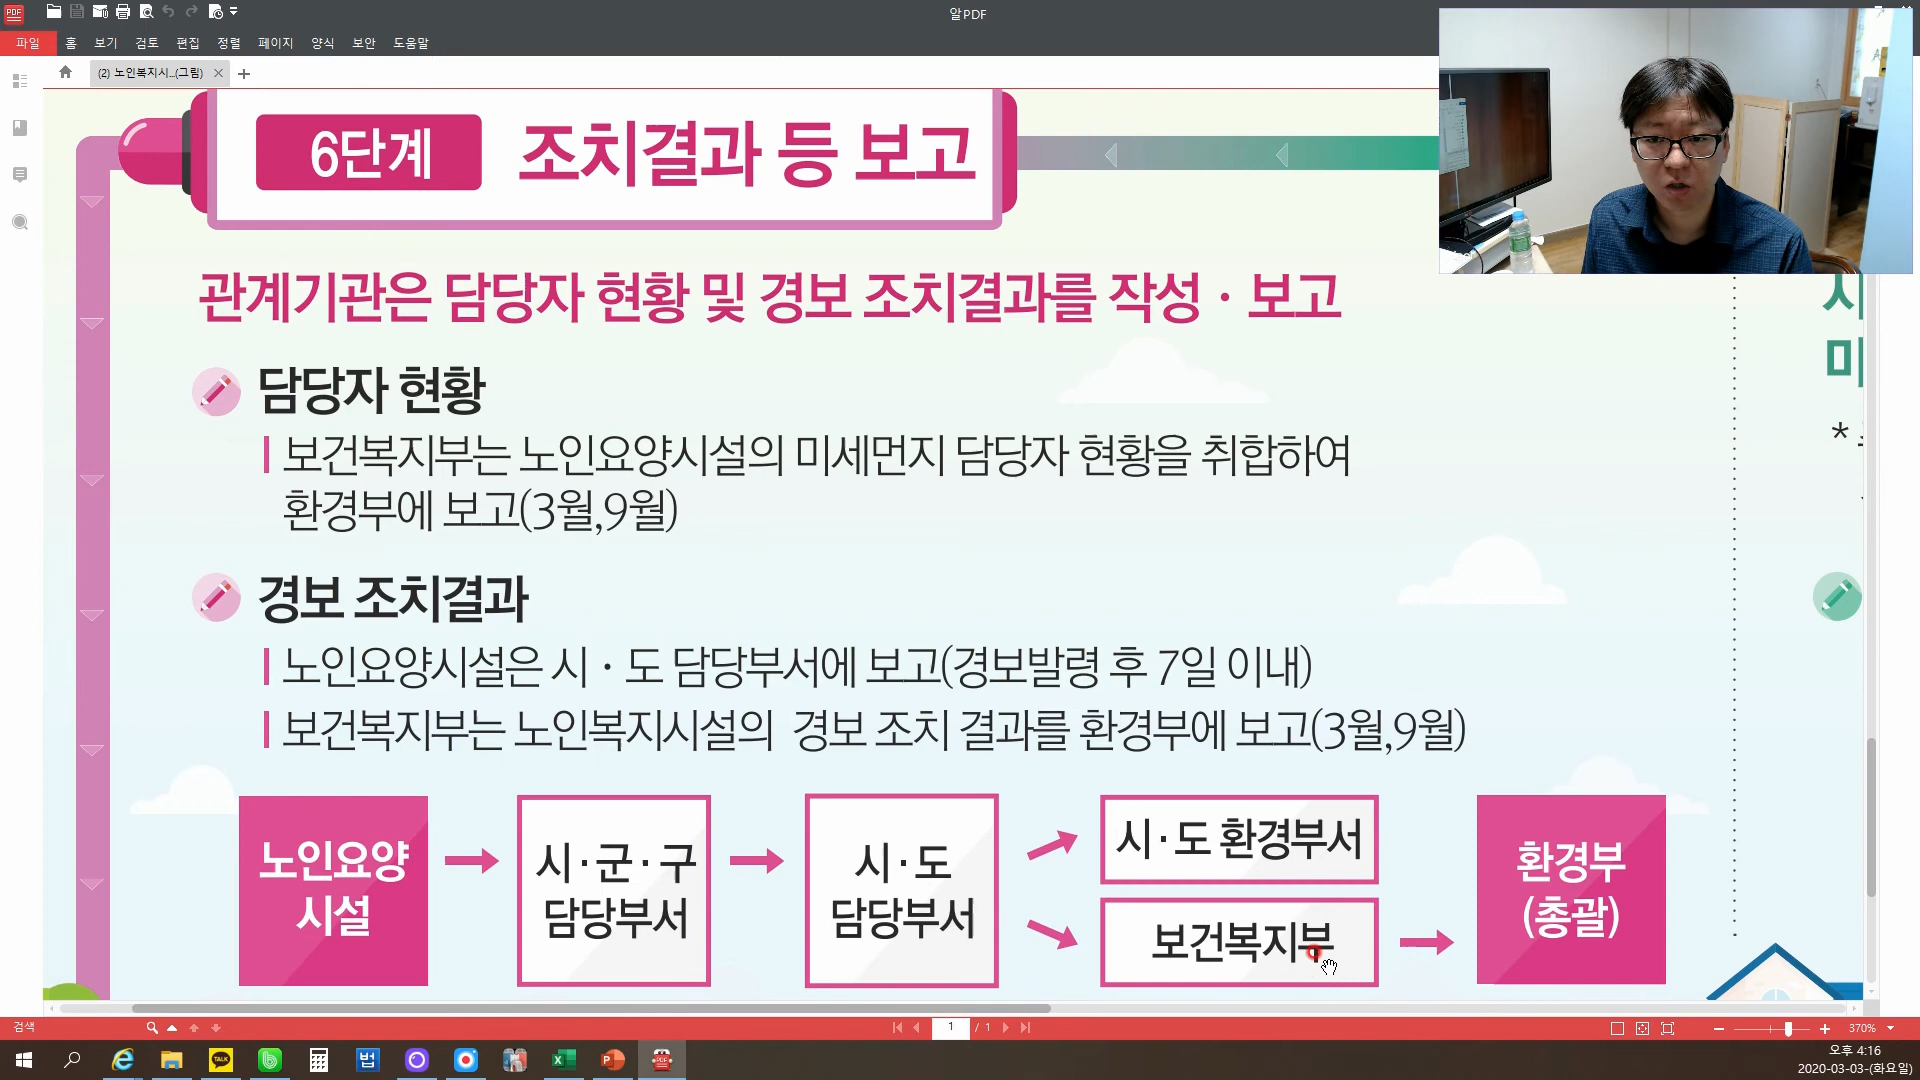 알PDF
파일 홈 보기 검토 편집 정렬 페이지 양식 보안 도움말
(2) 노인복지시...(그림)
6단계 조치결과 등 보고
관계기관은 담당자 현황 및 경보 조치결과를 작성 · 보고
담당자 현황
보건복지부는 노인요양시설의 미세먼지 담당자 현황을 취합하여
환경부에 보고(3월,9월)
경보 조치결과
노인요양시설은 시 · 도 담당부서에 보고(경보발령 후 7일 이내)
보건복지부는 노인복지시설의 경보 조치 결과를 환경부에 보고(3월,9월)
노인요양
시설
시·군·구
담당부서
시·도
담당부서
시·도 환경부서
보건복지부
환경부
(총괄)
검색
1 / 1
370%
TALK
법
오후 4:16
2020-03-03-(화요일)